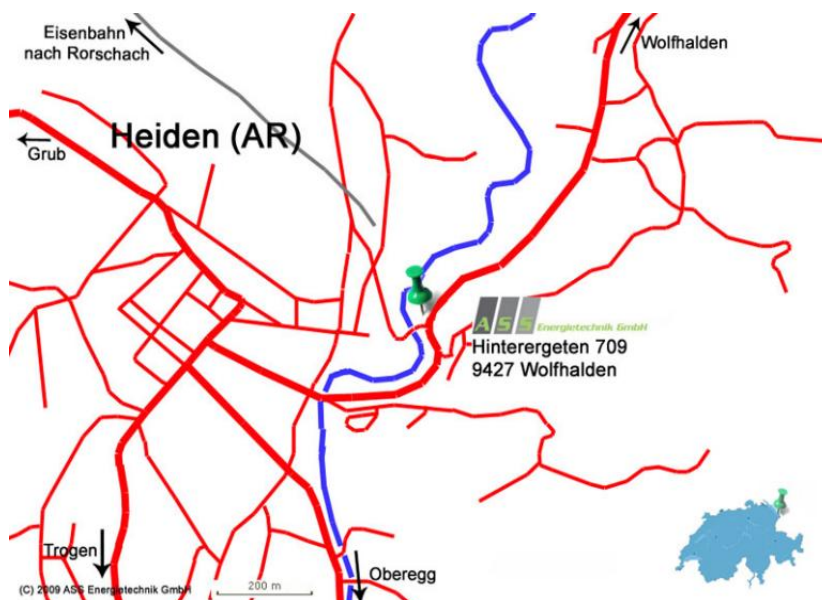 Eisenbahn
nach Rorschach
Wolfhalden
Heiden (AR)
Grub
ASS Energietechnik GmbH
Hinterergeten 709
9427 Wolfhalden
Trogen
Oberegg
(C) 2009 ASS Energietechnik GmbH
200 m